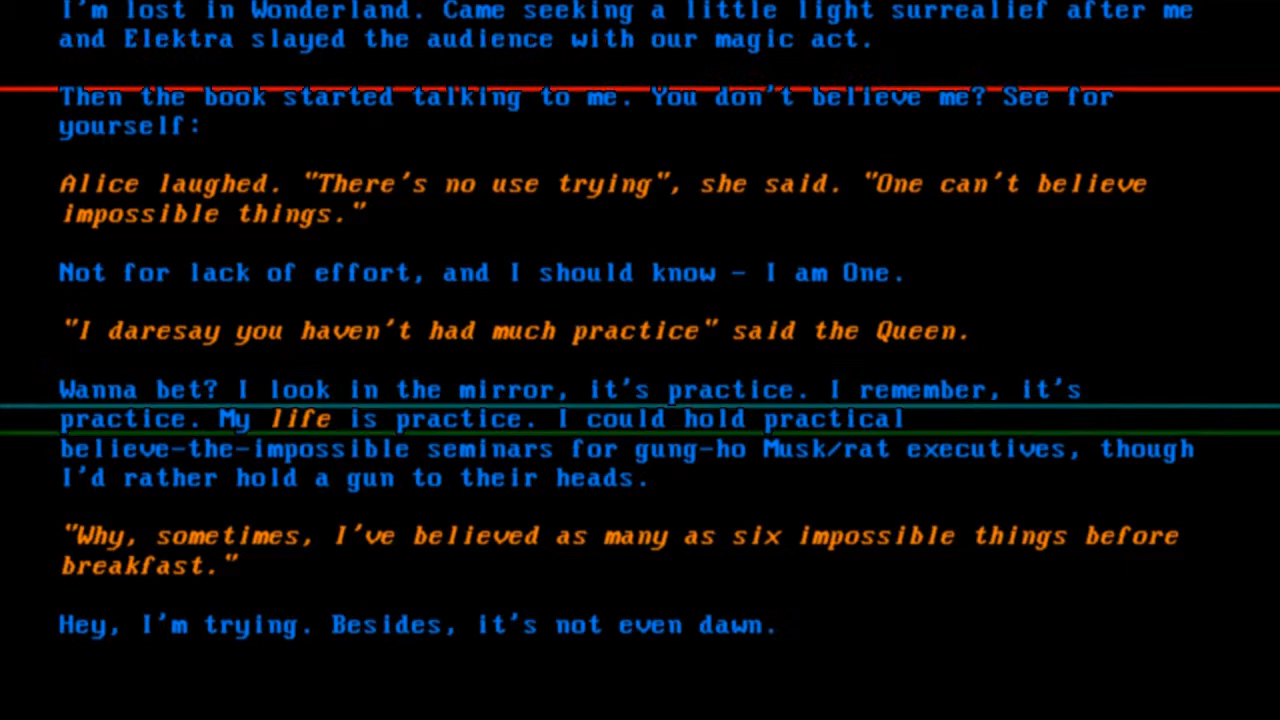 I'm lost in Wonderland. Came seeking a little light surrealief after me
and Elektra slayed the audience with our magic act.
Then the book started talking to me. You don't believe me? See for
yourself:
Alice laughed. "There's no use trying", she said. "One can't believe
impossible things."
Not for lack of effort, and I should know - I am One.
"I daresay you haven't had much practice" said the Queen.
Wanna bet? I look in the mirror, it's practice. I remember, it's
practice. My life is practice. I could hold practical
believe-the-impossible seminars for gung-ho Musk/rat executives, though
I'd rather hold a gun to their heads.
"Why, sometimes, I've believed as many as six impossible things before
breakfast."
Hey, I'm trying. Besides, it's not even dawn.